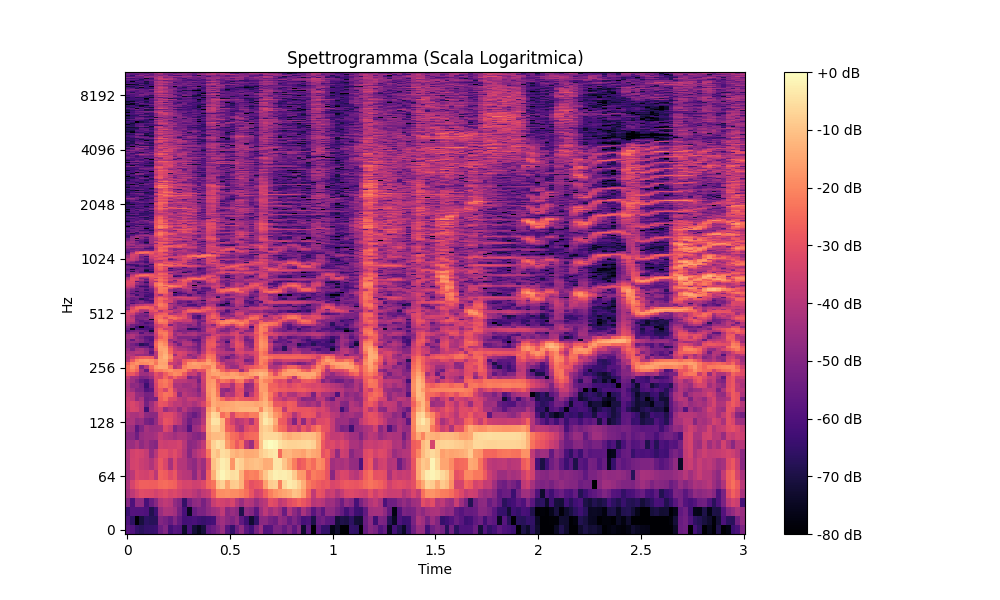 Spettrogramma (Scala Logaritmica)
Hz
8192
4096
2048
1024
512
256
128
64
0
0 0.5 1 1.5 2 2.5 3
Time
+0 dB
-10 dB
-20 dB
-30 dB
-40 dB
-50 dB
-60 dB
-70 dB
-80 dB